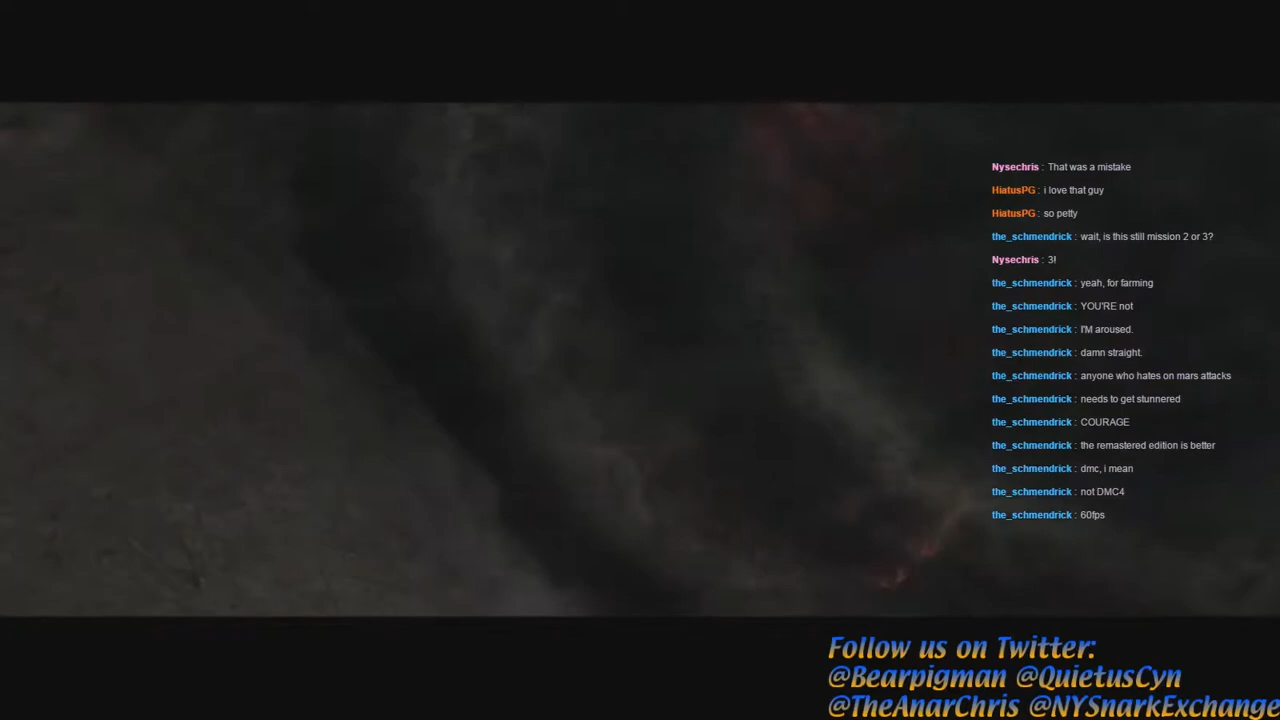 Nysechris : That was a mistake
HiatusPG : i love that guy
HiatusPG : so petty
the_schmendrick : wait, is this still mission 2 or 3?
Nysechris : 3!
the_schmendrick : yeah, for farming
the_schmendrick : YOU'RE not
the_schmendrick : I'M aroused.
the_schmendrick : damn straight.
the_schmendrick : anyone who hates on mars attacks
the_schmendrick : needs to get stunnered
the_schmendrick : COURAGE
the_schmendrick : the remastered edition is better
the_schmendrick : dmc, i mean
the_schmendrick : not DMC4
the_schmendrick : 60fps
Follow us on Twitter:
@Bearpigman @QuietusCyn
@TheAnarChris @NYSnarkExchange